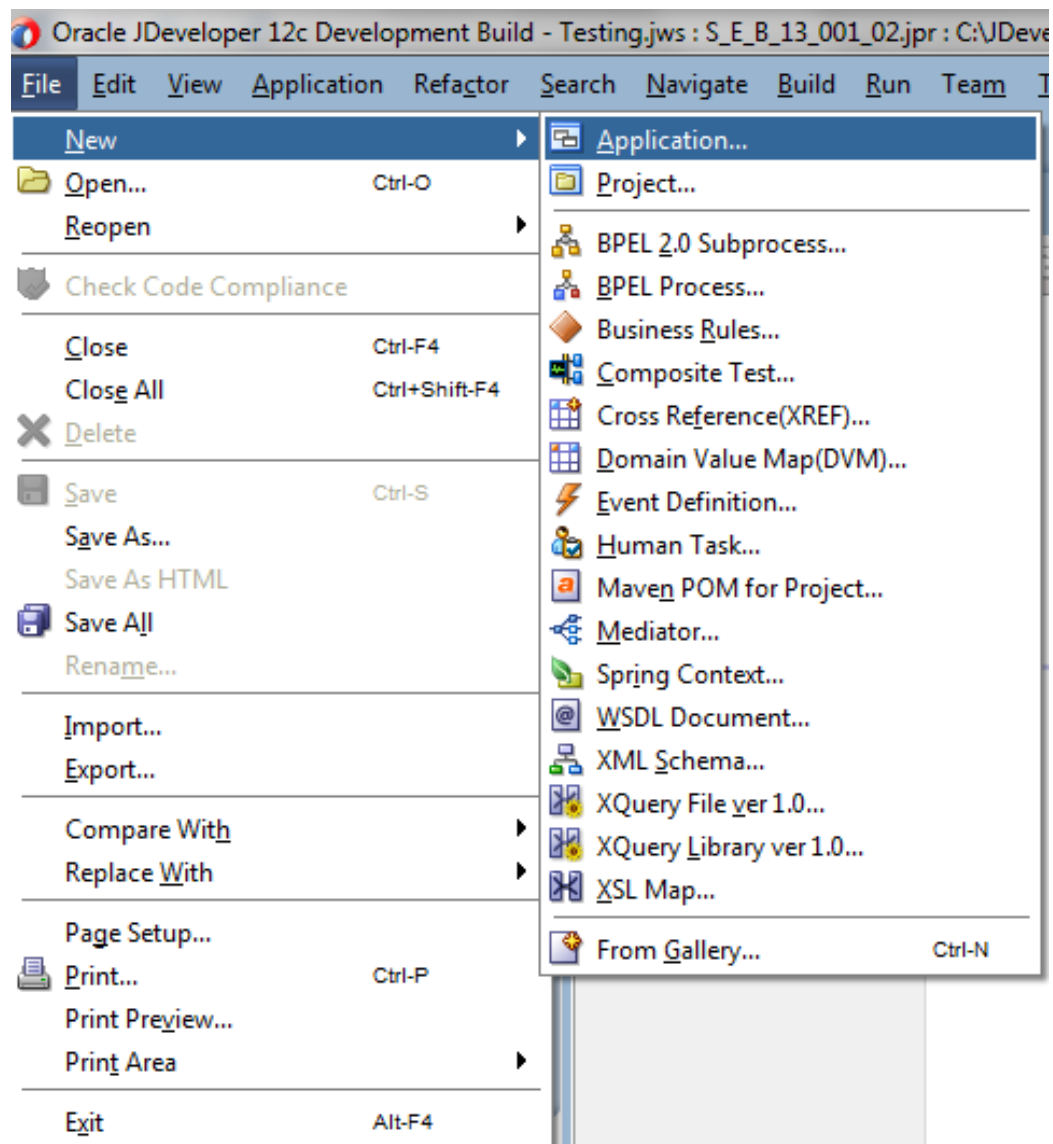 Oracle JDeveloper 12c Development Build - Testing.jws : S_E_B_13_001_02.jpr : C:\JDeve
File Edit View Application Refactor Search Navigate Build Run Team T
New
Open... Ctrl-O
Reopen
Check Code Compliance
Close Ctrl-F4
Close All Ctrl+Shift-F4
Delete
Save Ctrl-S
Save As...
Save As HTML
Save All
Rename...
Import...
Export...
Compare With
Replace With
Page Setup...
Print... Ctrl-P
Print Preview...
Print Area
Exit Alt-F4
Application...
Project...
BPEL 2.0 Subprocess...
BPEL Process...
Business Rules...
Composite Test...
Cross Reference(XREF)...
Domain Value Map(DVM)...
Event Definition...
Human Task...
Maven POM for Project...
Mediator...
Spring Context...
WSDL Document...
XML Schema...
XQuery File ver 1.0...
XQuery Library ver 1.0...
XSL Map...
From Gallery... Ctrl-N